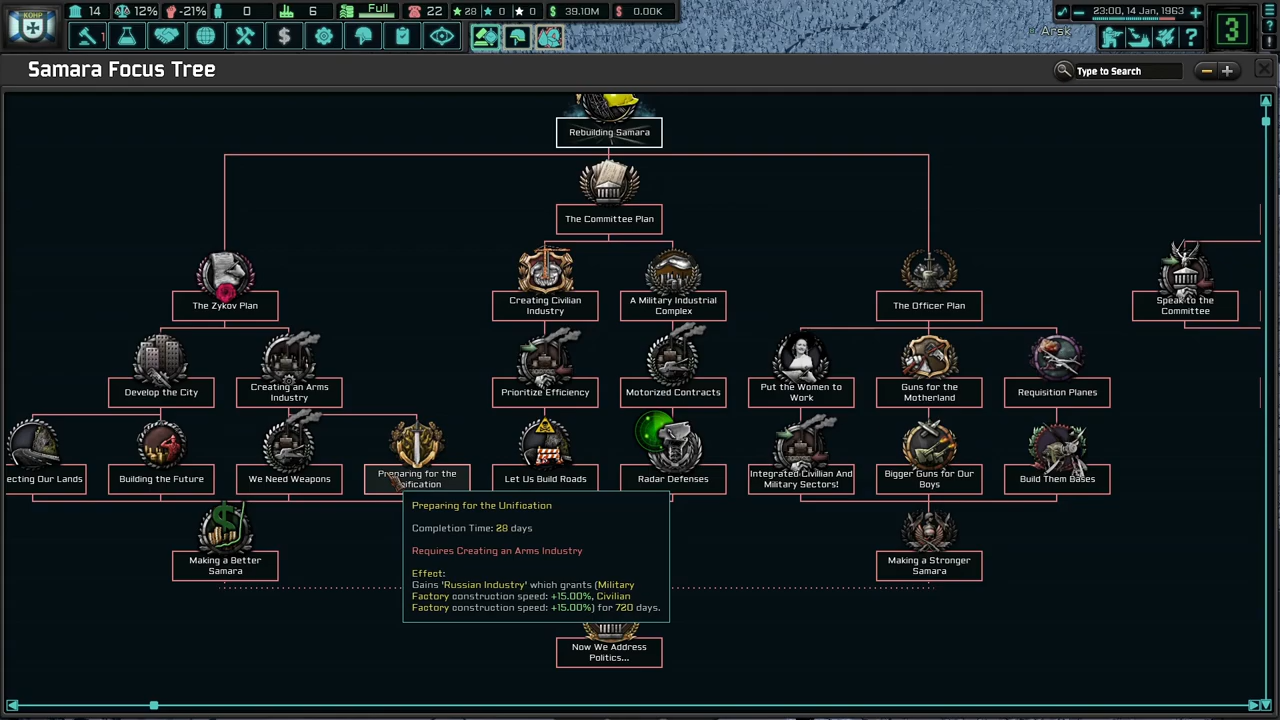 KOHP
14
12%
-21%
0
6
Full
22
28
0
0
$ 39.10M
$ 0.00K
23:00, 14 Jan, 1963
3
1
?
Arsk
Samara Focus Tree
Type to Search
Rebuilding Samara
The Committee Plan
The Zykov Plan
Creating Civilian
Industry
A Military Industrial
Complex
The Officer Plan
Speak to the
Committee
Develop the City
Creating an Arms
Industry
Prioritize Efficiency
Motorized Contracts
Put the Women to
Work
Guns for the
Motherland
Requisition Planes
ecting Our Lands
Building the Future
We Need Weapons
Preparing for the
ification
Let Us Build Roads
Radar Defenses
Integrated Civilian And
Military Sectors!
Bigger Guns for Our
Boys
Build Them Bases
Making a Better
Samara
Making a Stronger
Samara
Preparing for the Unification
Completion Time: 28 days
Requires Creating an Arms Industry
Effect:
Gains 'Russian Industry' which grants (Military
Factory construction speed: +15.00%, Civilian
Factory construction speed: +15.00%) for 720 days.
Now We Address
Politics...